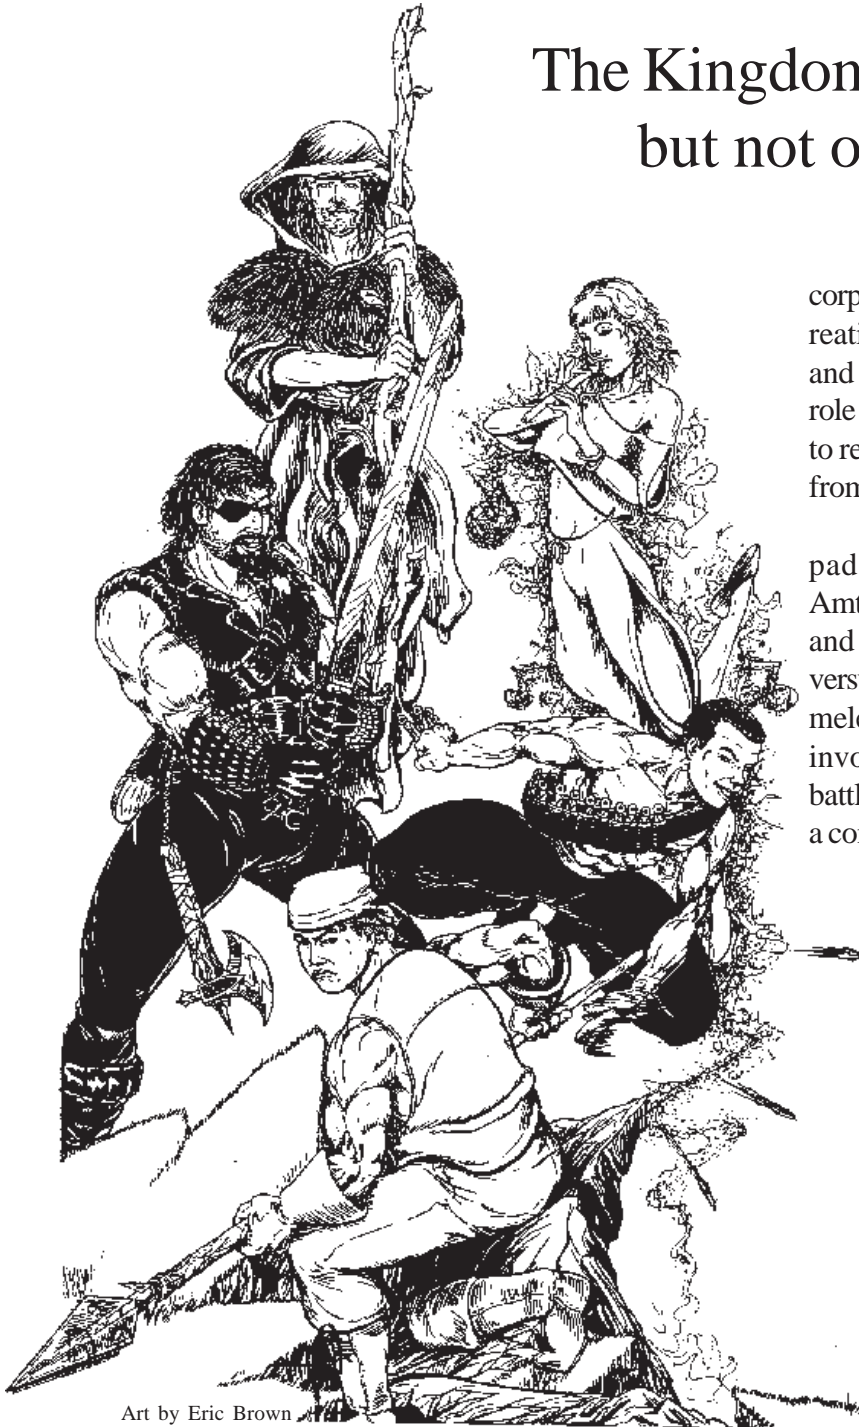 The Kingdom
but not o
corp
reati
and
role
to re
from
pad
Amt
and
vers
mele
invo
battl
a co
Art by Eric Brown